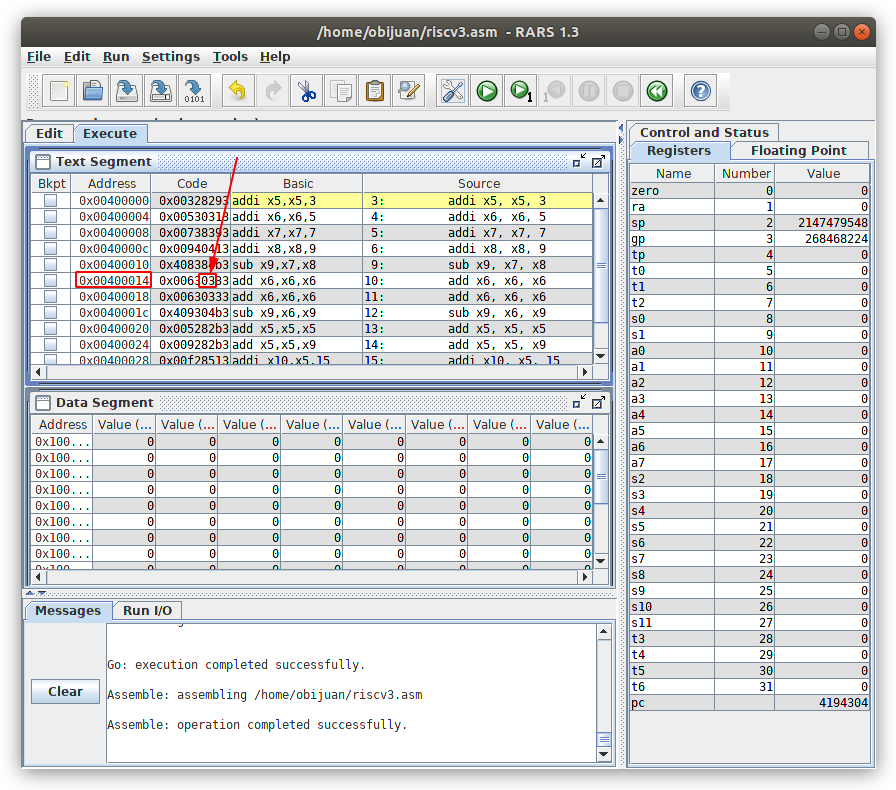 /home/obijuan/riscv3.asm - RARS 1.3
File Edit Run Settings Tools Help
0101 1 1
Edit Execute
Text Segment
Bkpt Address Code Basic Source
0x00400000 0x00328293 addi x5,x5,3 3: addi x5, x5, 3
0x00400004 0x00530313 addi x6,x6,5 4: addi x6, x6, 5
0x00400008 0x00738393 addi x7,x7,7 5: addi x7, x7, 7
0x0040000c 0x00940413 addi x8,x8,9 6: addi x8, x8, 9
0x00400010 0x408384b3 sub x9,x7,x8 9: sub x9, x7, x8
0x00400014 0x00630333 add x6,x6,x6 10: add x6, x6, x6
0x00400018 0x00630333 add x6,x6,x6 11: add x6, x6, x6
0x0040001c 0x409304b3 sub x9,x6,x9 12: sub x9, x6, x9
0x00400020 0x005282b3 add x5,x5,x5 13: add x5, x5, x5
0x00400024 0x009282b3 add x5,x5,x9 14: add x5, x5, x9
0x00400028 0x00f28513 addi x10,x5,15 15: addi x10, x5, 15
Data Segment
Address Value (... Value (... Value (... Value (... Value (... Value (... Value (... Value (...
0x100... 0 0 0 0 0 0 0 0
0x100... 0 0 0 0 0 0 0 0
0x100... 0 0 0 0 0 0 0 0
0x100... 0 0 0 0 0 0 0 0
0x100... 0 0 0 0 0 0 0 0
0x100... 0 0 0 0 0 0 0 0
0x100... 0 0 0 0 0 0 0 0
0x100... 0 0 0 0 0 0 0 0
Messages Run I/O
Clear
Go: execution completed successfully.
Assemble: assembling /home/obijuan/riscv3.asm
Assemble: operation completed successfully.
Control and Status
Registers Floating Point
Name Number Value
zero 0 0
ra 1 0
sp 2 2147479548
gp 3 268468224
tp 4 0
t0 5 0
t1 6 0
t2 7 0
s0 8 0
s1 9 0
a0 10 0
a1 11 0
a2 12 0
a3 13 0
a4 14 0
a5 15 0
a6 16 0
a7 17 0
s2 18 0
s3 19 0
s4 20 0
s5 21 0
s6 22 0
s7 23 0
s8 24 0
s9 25 0
s10 26 0
s11 27 0
t3 28 0
t4 29 0
t5 30 0
t6 31 0
pc 4194304